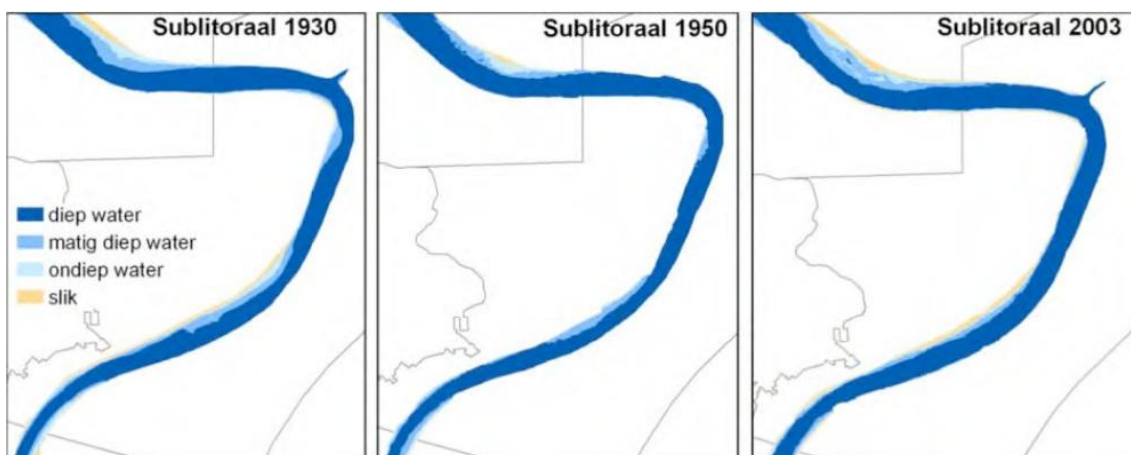 Sublitoraal 1930
Sublitoraal 1950
Sublitoraal 2003
diep water
matig diep water
ondiep water
slik